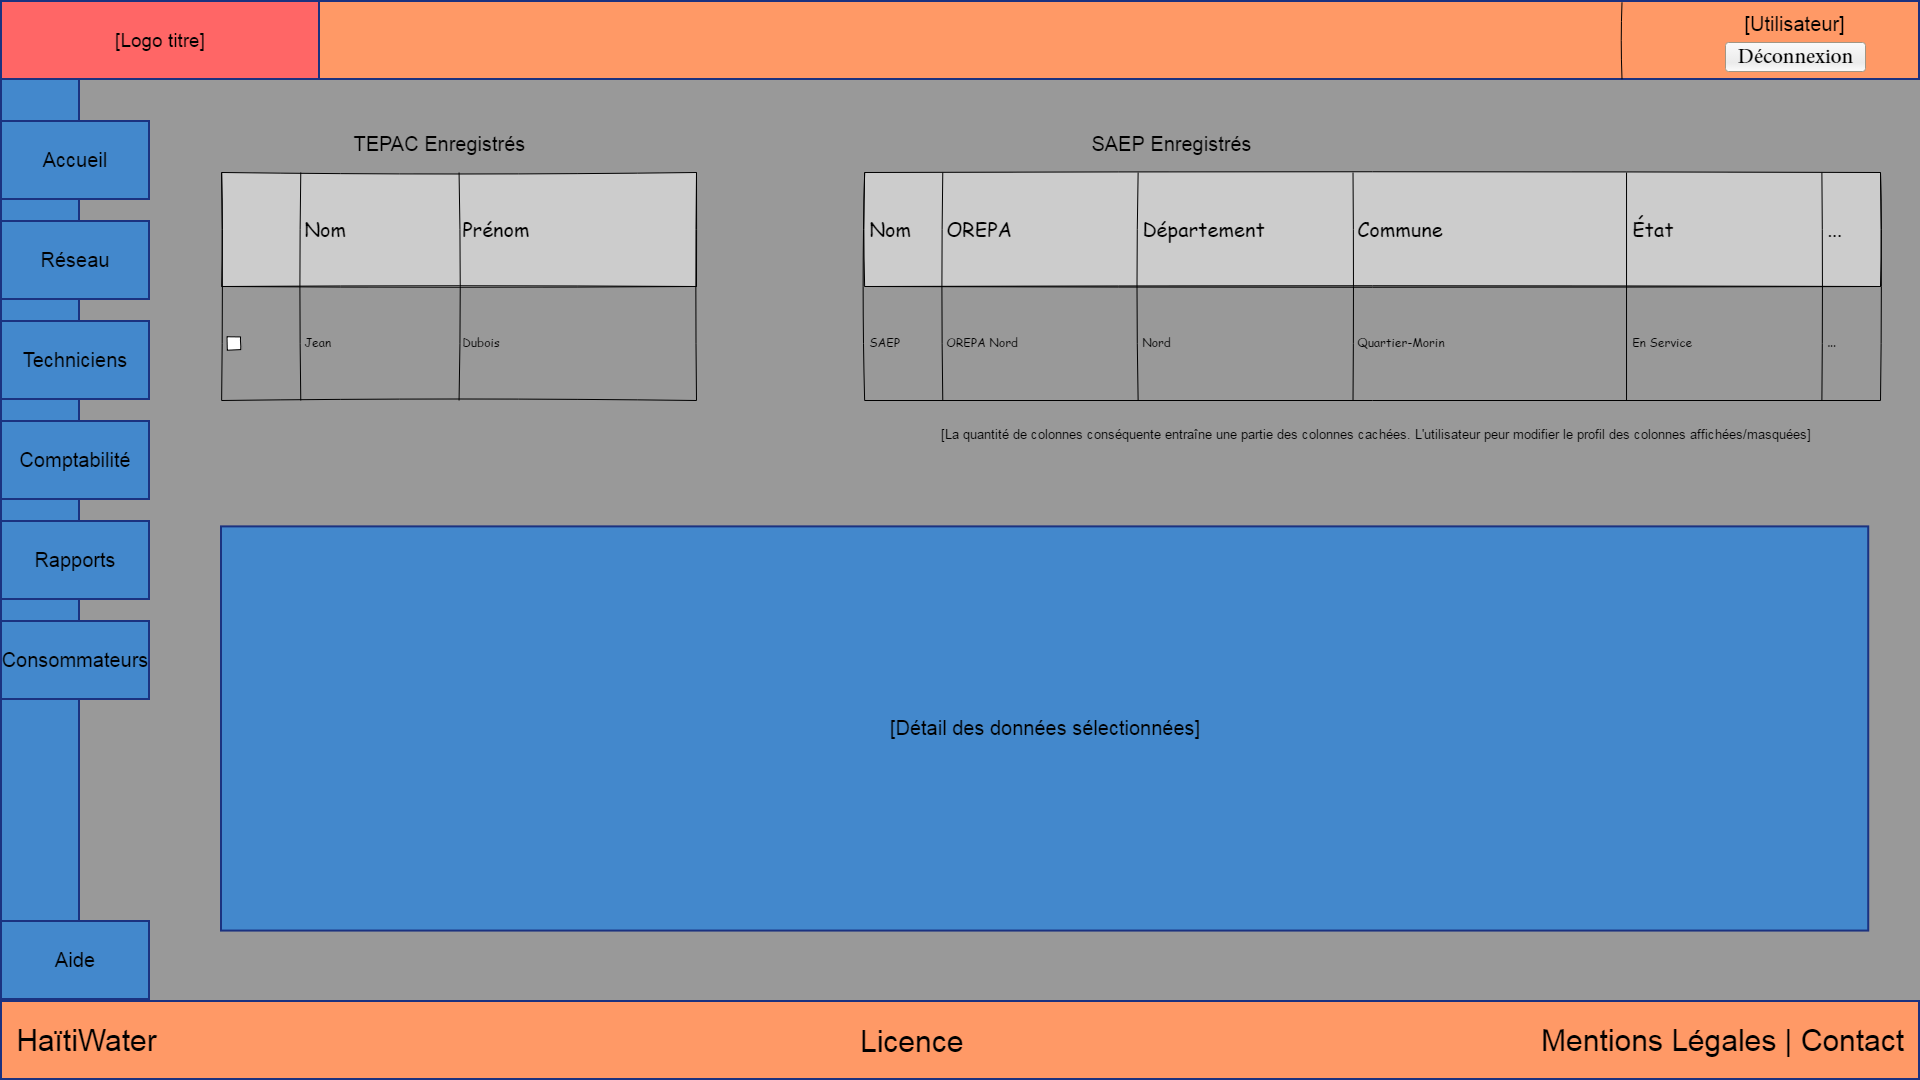 [Logo titre]
[Utilisateur]
Déconnexion
Accueil
Réseau
Techniciens
Comptabilité
Rapports
Consommateurs
Aide
TEPAC Enregistrés
Nom Prénom
Jean Dubois
SAEP Enregistrés
Nom OREPA Département Commune État ...
SAEP OREPA Nord Nord Quartier-Morin En Service ...
[La quantité de colonnes conséquente entraîne une partie des colonnes cachées. L'utilisateur peur modifier le profil des colonnes affichées/masquées]
[Détail des données sélectionnées]
HaïtiWater Licence Mentions Légales | Contact